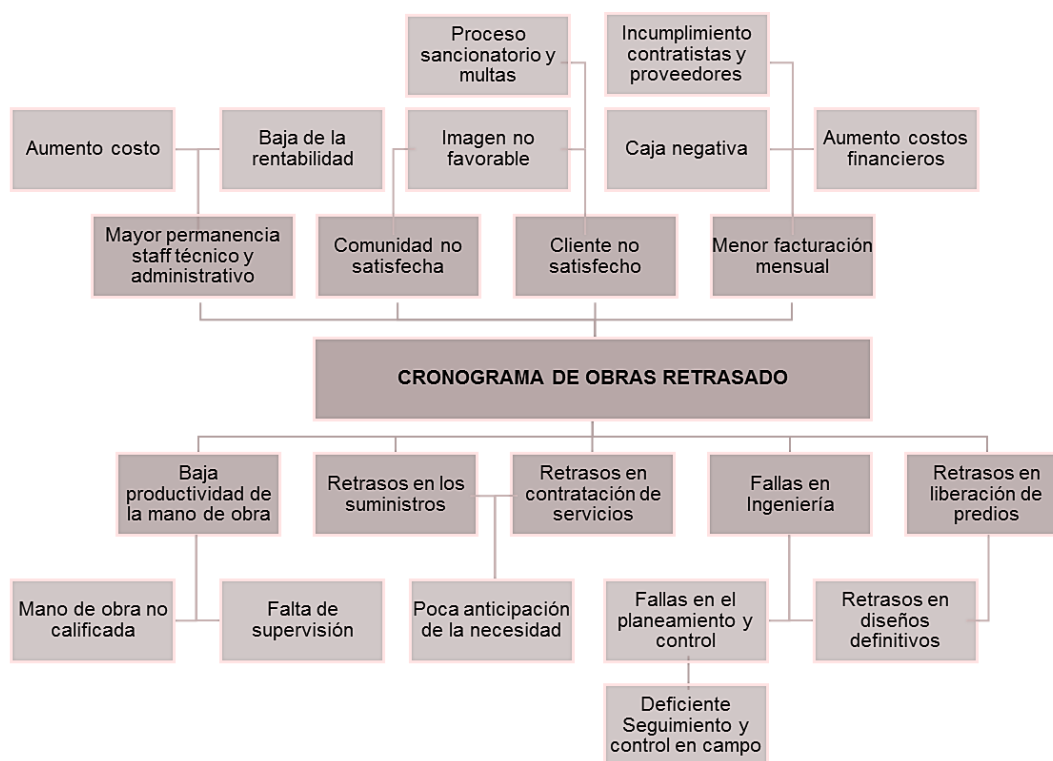 Proceso
sancionatorio y
multas
Incumplimiento
contratistas y
proveedores
Aumento costo
Baja de la
rentabilidad
Imagen no
favorable
Caja negativa
Aumento costos
financieros
Mayor permanencia
staff técnico y
administrativo
Comunidad no
satisfecha
Cliente no
satisfecho
Menor facturación
mensual
CRONOGRAMA DE OBRAS RETRASADO
Baja
productividad de
la mano de obra
Retrasos en los
suministros
Retrasos en
contratación de
servicios
Fallas en
Ingeniería
Retrasos en
liberación de
predios
Mano de obra no
calificada
Falta de
supervisión
Poca anticipación
de la necesidad
Fallas en el
planeamiento y
control
Retrasos en
diseños
definitivos
Deficiente
Seguimiento y
control en campo